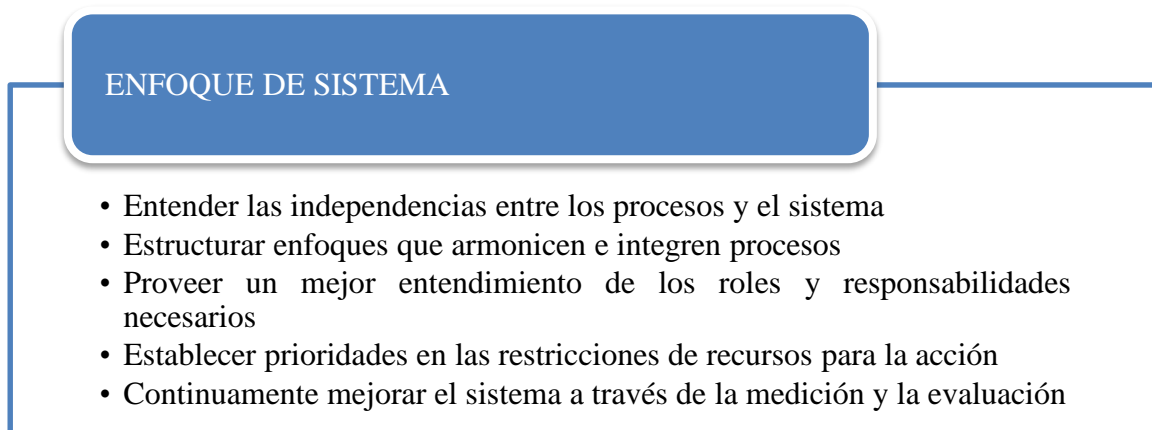 ENFOQUE DE SISTEMA
• Entender las independencias entre los procesos y el sistema
• Estructurar enfoques que armonicen e integren procesos
• Proveer un mejor entendimiento de los roles y responsabilidades
necesarios
• Establecer prioridades en las restricciones de recursos para la acción
• Continuamente mejorar el sistema a través de la medición y la evaluación